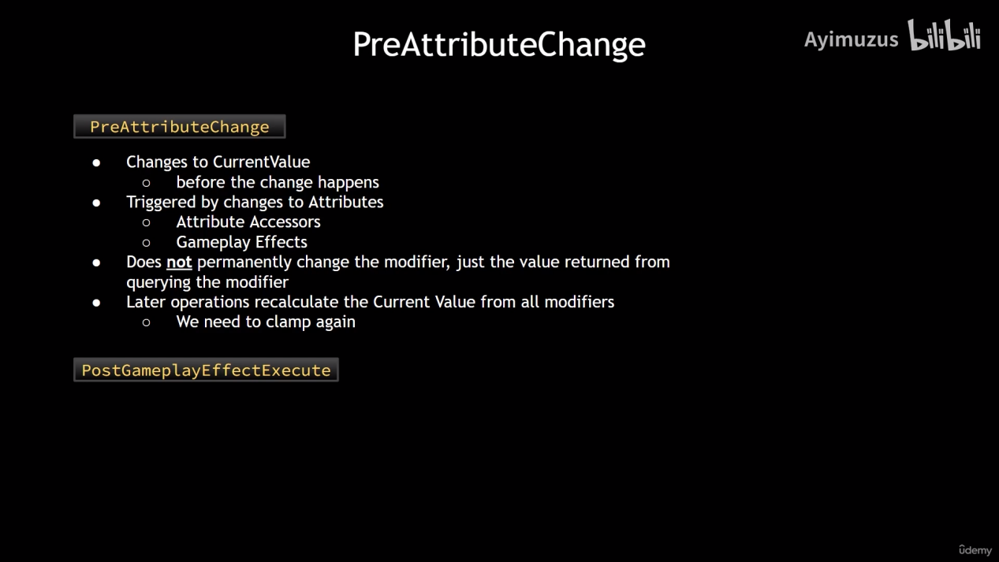 PreAttributeChange
Ayimuzus bilibili
PreAttributeChange
● Changes to CurrentValue
○ before the change happens
● Triggered by changes to Attributes
○ Attribute Accessors
○ Gameplay Effects
● Does not permanently change the modifier, just the value returned from
querying the modifier
● Later operations recalculate the Current Value from all modifiers
○ We need to clamp again
PostGameplayEffectExecute
ûdemy